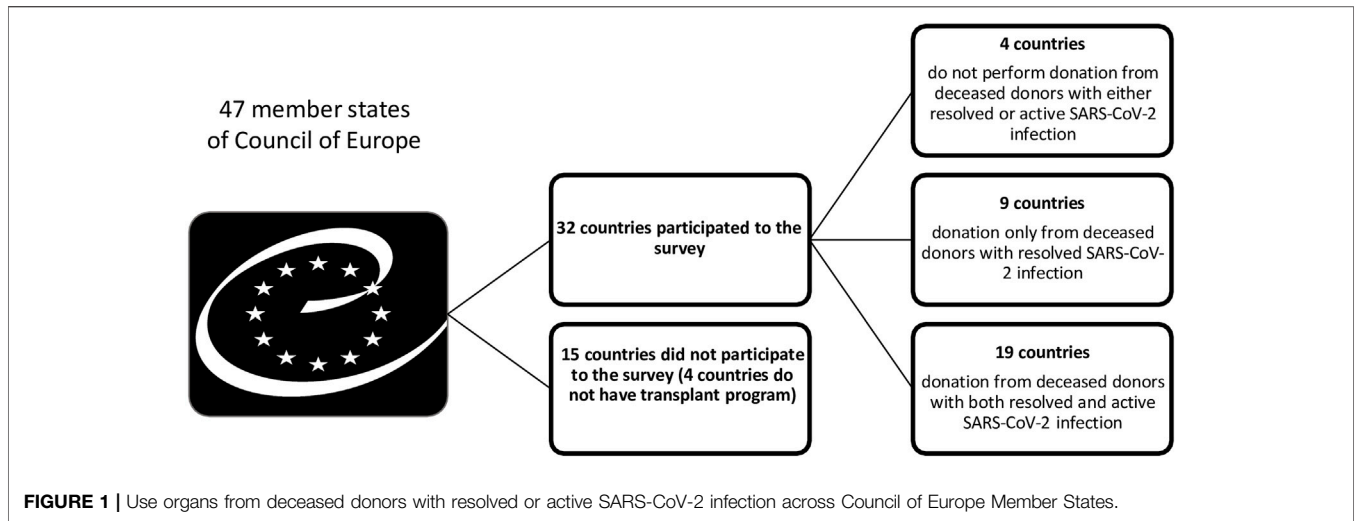 47 member states
of Council of Europe
32 countries participated to the
survey
15 countries did not participate
to the survey (4 countries do
not have transplant program)
4 countries
do not perform donation from
deceased donors with either
resolved or active SARS-CoV-2
infection
9 countries
donation only from deceased
donors with resolved SARS-CoV-
2 infection
19 countries
donation from deceased donors
with both resolved and active
SARS-CoV-2 infection
FIGURE 1 | Use organs from deceased donors with resolved or active SARS-CoV-2 infection across Council of Europe Member States.